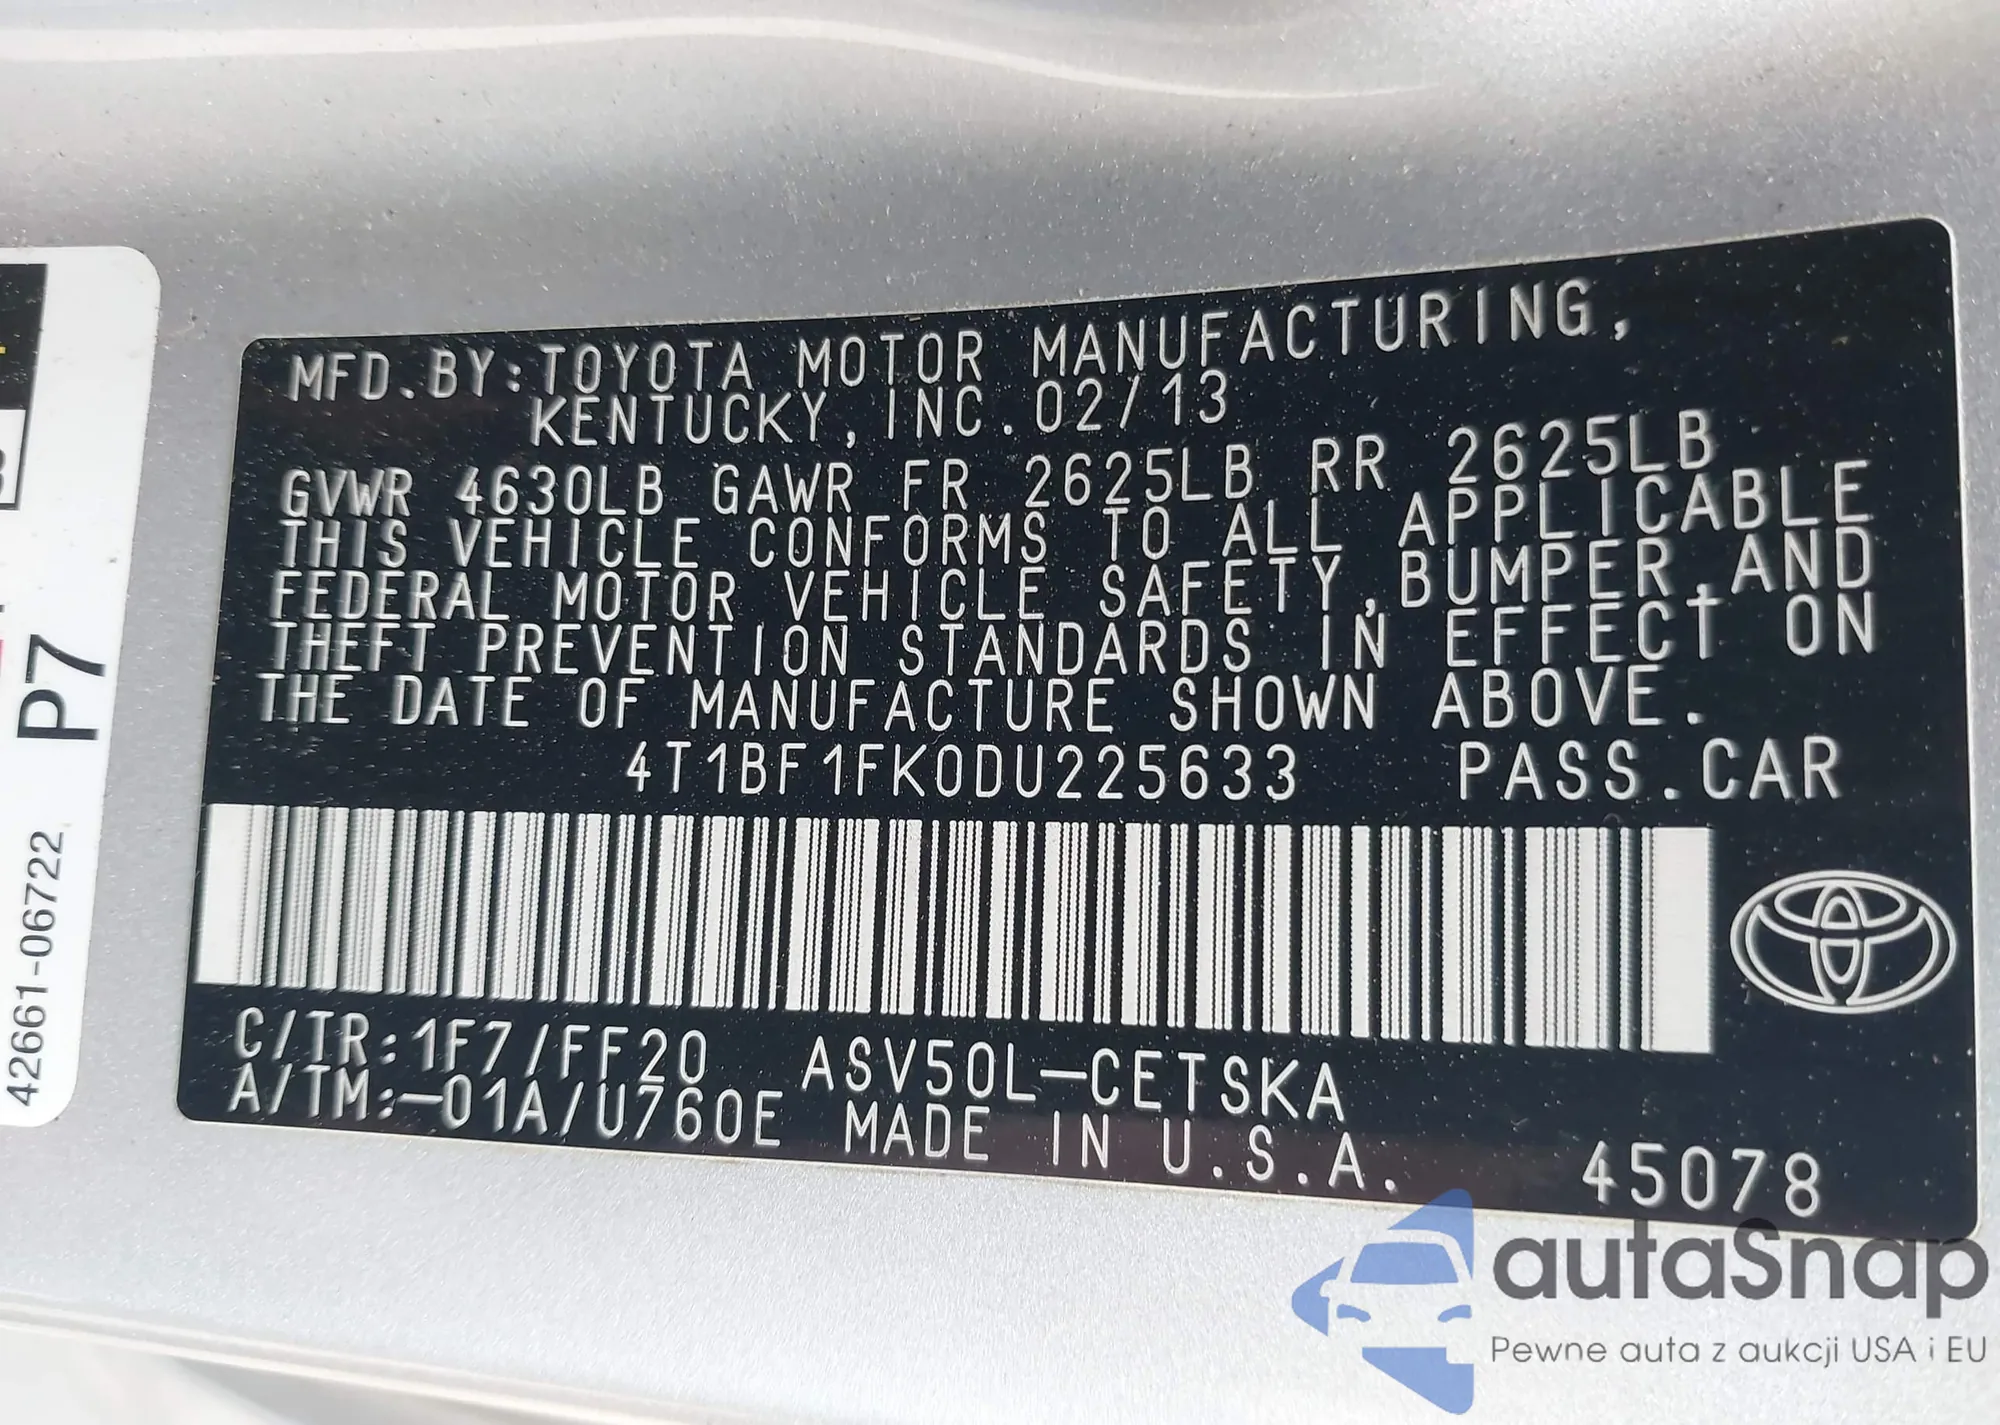 MFD.BY:TOYOTA MOTOR MANUFACTURING,
KENTUCKY, INC. 02/13
GVWR 4630LB GAWR FR 2625LB RR 2625LB
THIS VEHICLE CONFORMS TO ALL APPLICABLE
FEDERAL MOTOR VEHICLE SAFETY,BUMPER,AND
THEFT PREVENTION STANDARDS IN EFFECT ON
THE DATE OF MANUFACTURE SHOWN ABOVE.
4T1BF1FK0DU225633 PASS.CAR
C/TR:1F7/FF20 ASV50L-CETSKA
A/TM:-01A/U760E MADE IN U.S.A. 45078
P7
42661-06722
autaSnap
Pewne auta z aukcji USA i EU